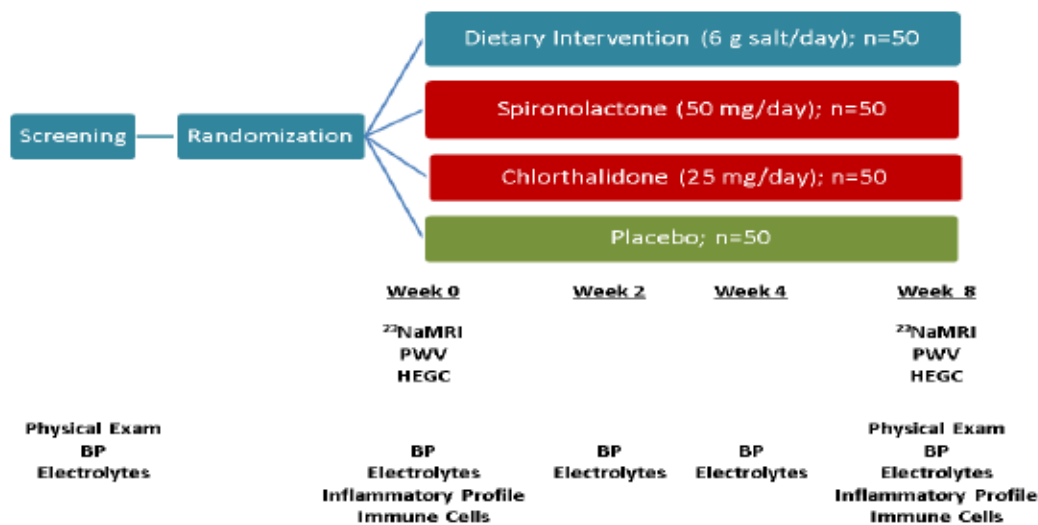 Dietary Intervention (6 g salt/day); n=50
Spironolactone (50 mg/day); n=50
Screening
Randomization
Chlorthalidone (25 mg/day); n=50
Placebo; n=50
Week 0
Week 2
Week 4
Week 8
²³NaMRI
PWV
HEGC
²³NaMRI
PWV
HEGC
Physical Exam
BP
Electrolytes
BP
Electrolytes
Inflammatory Profile
Immune Cells
BP
Electrolytes
BP
Electrolytes
Physical Exam
BP
Electrolytes
Inflammatory Profile
Immune Cells